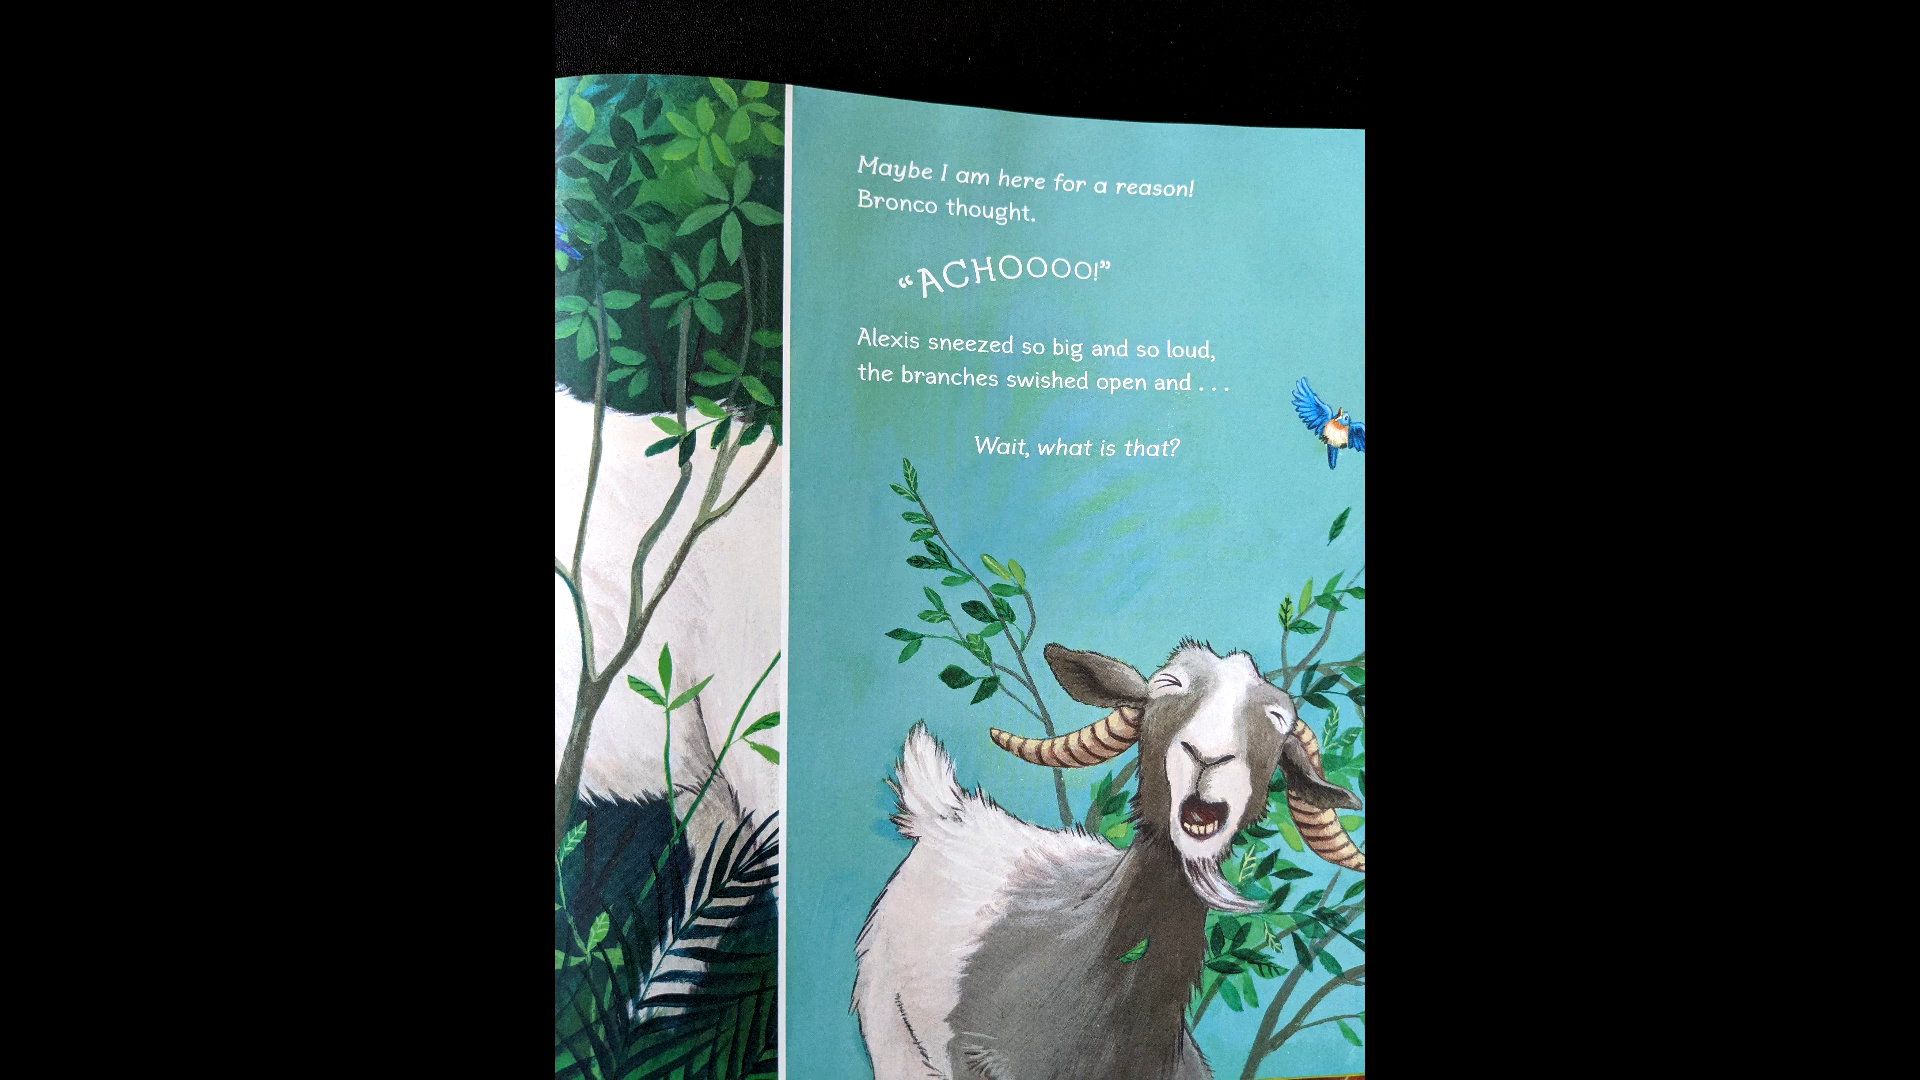 Maybe I am here for a reason!
Bronco thought.
“ACHOOOO!”
Alexis sneezed so big and so loud,
the branches swished open and . . .
Wait, what is that?